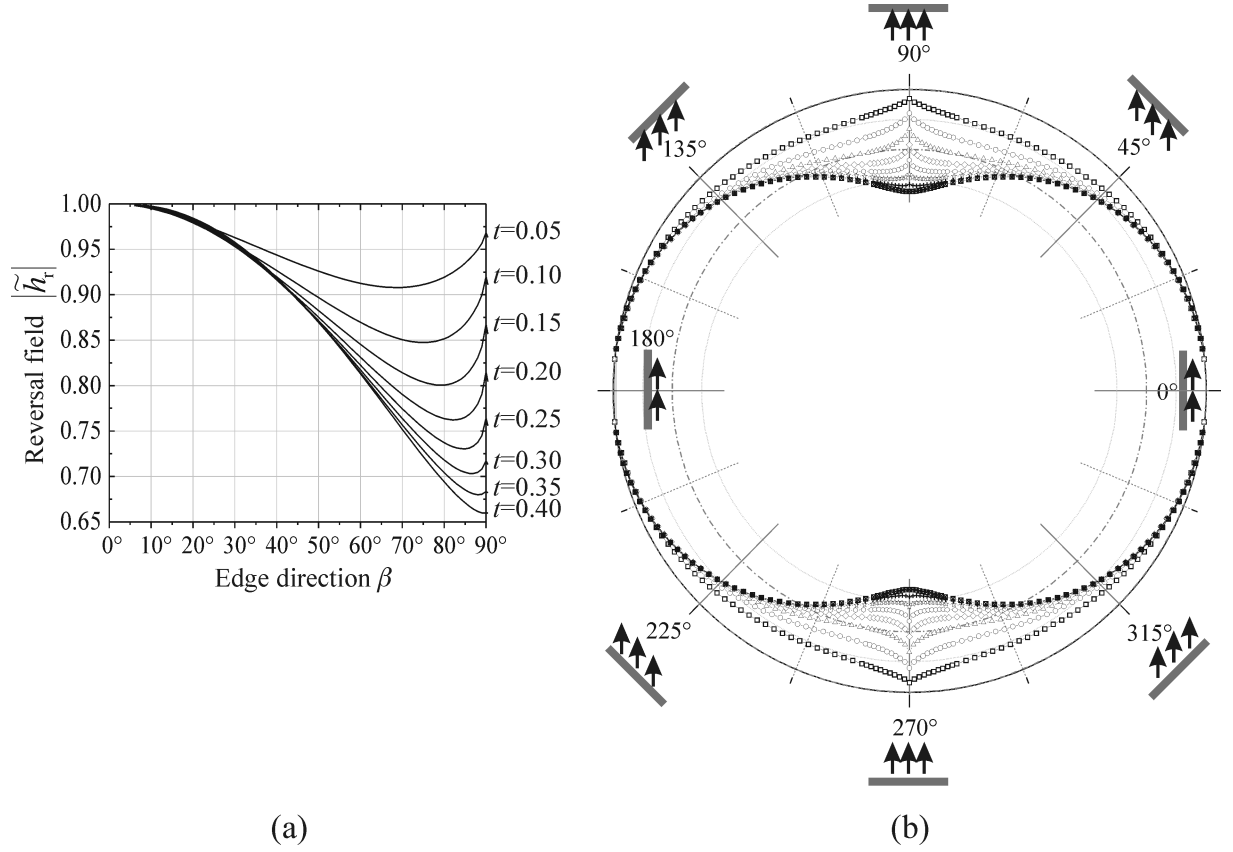 1.00
0.95
0.90
0.85
0.80
0.75
0.70
0.65
Reversal field |h̃r|
0° 10° 20° 30° 40° 50° 60° 70° 80° 90°
Edge direction β
t=0.05
t=0.10
t=0.15
t=0.20
t=0.25
t=0.30
t=0.35
t=0.40
(a)
90°
135°
45°
180°
0°
225°
315°
270°
(b)